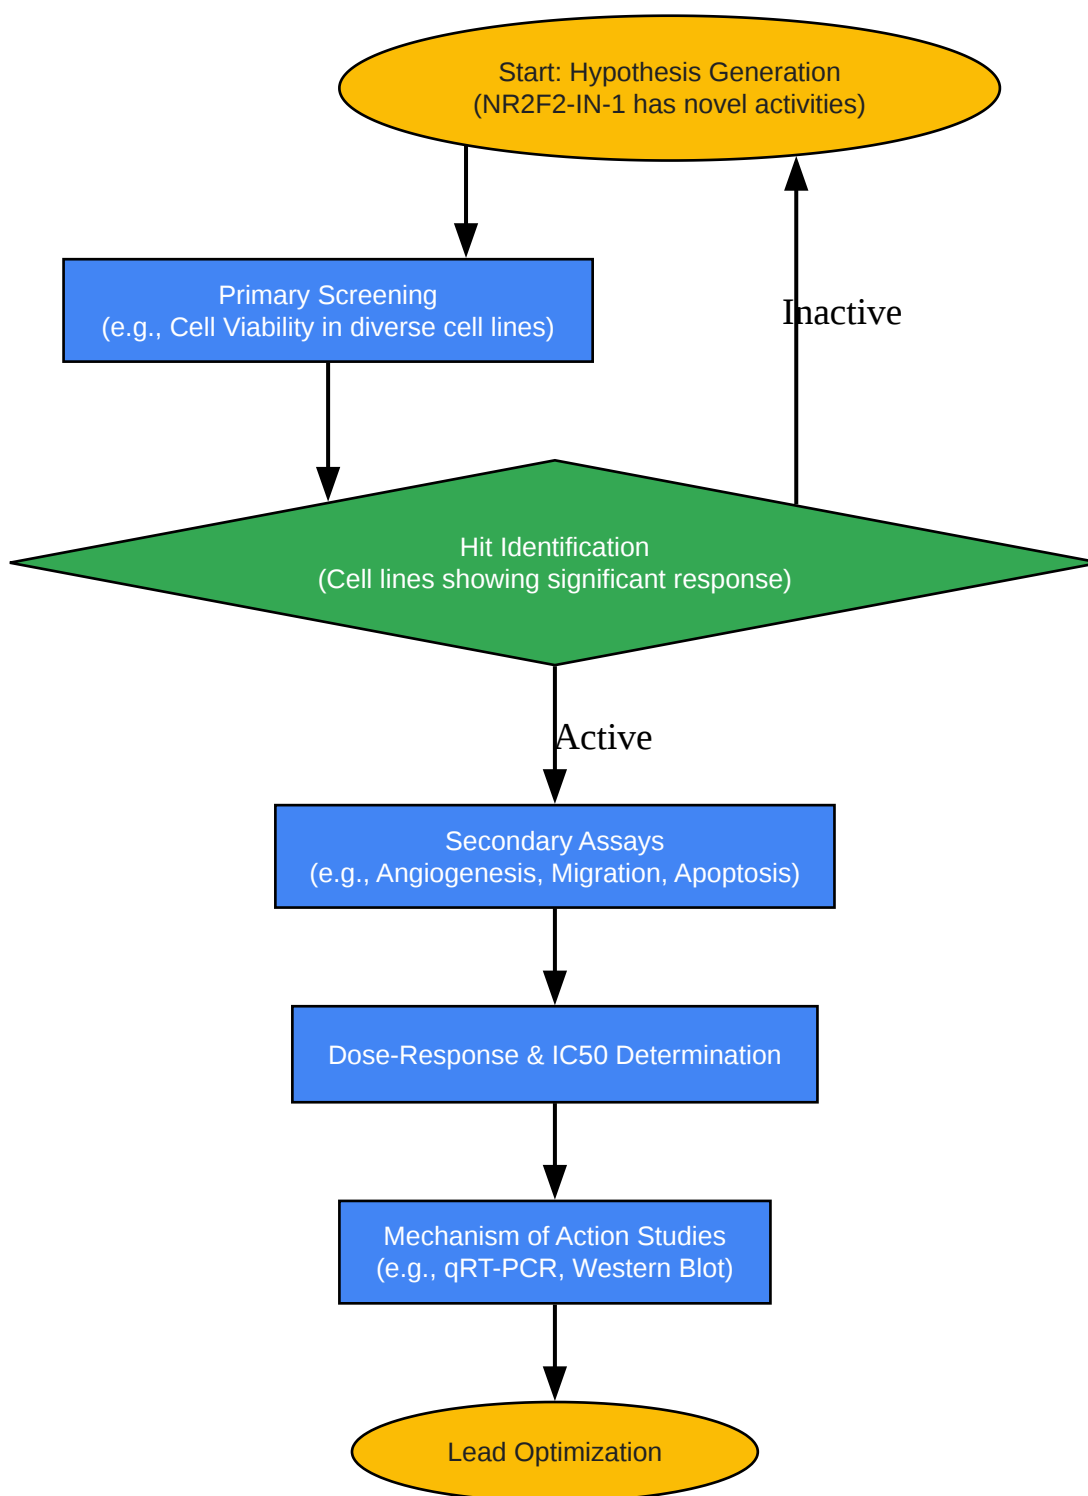 Start: Hypothesis Generation
(NR2F2-IN-1 has novel activities)
Primary Screening
(e.g., Cell Viability in diverse cell lines)
Inactive
Hit Identification
(Cell lines showing significant response)
Active
Secondary Assays
(e.g., Angiogenesis, Migration, Apoptosis)
Dose-Response & IC50 Determination
Mechanism of Action Studies
(e.g., qRT-PCR, Western Blot)
Lead Optimization